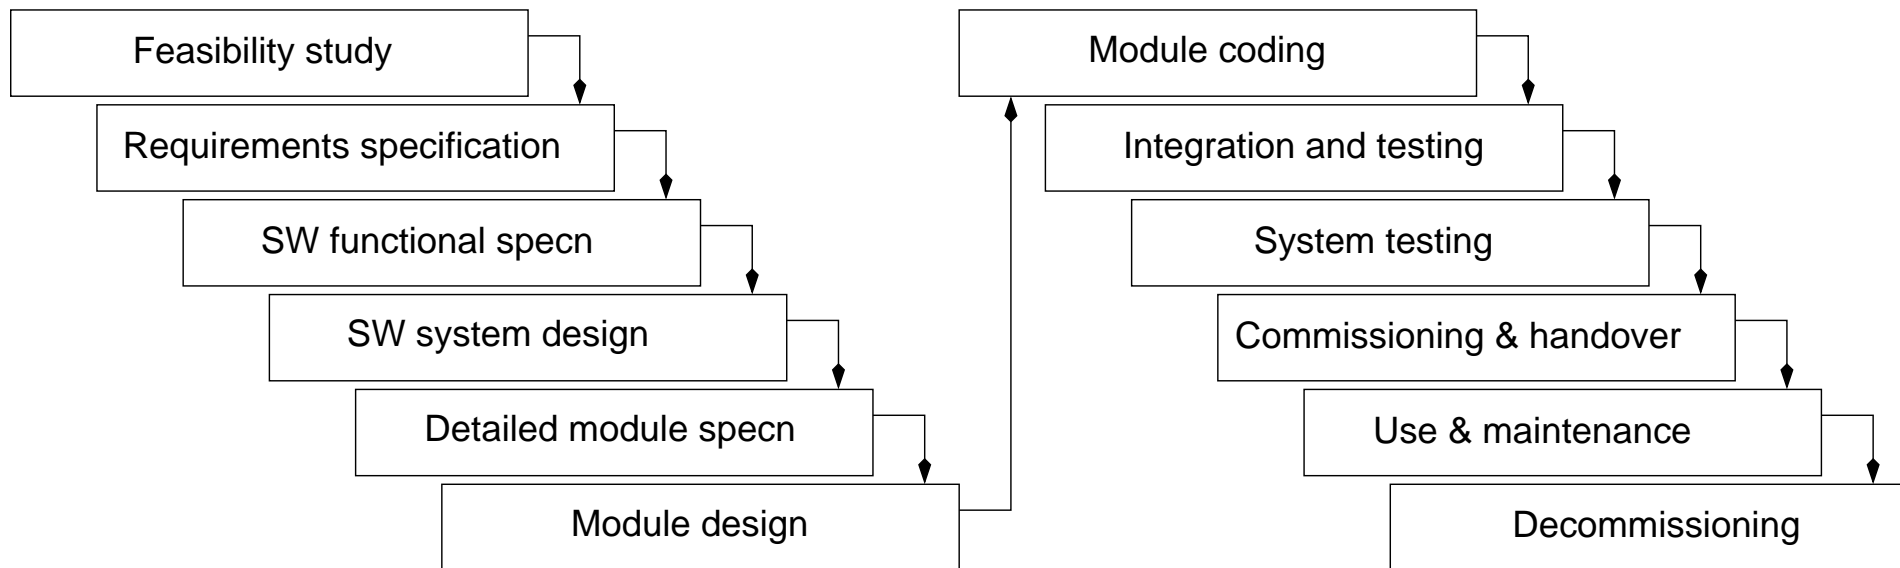 Feasibility study
Requirements specification
SW functional specn
SW system design
Detailed module specn
Module design
Module coding
Integration and testing
System testing
Commissioning & handover
Use & maintenance
Decommissioning